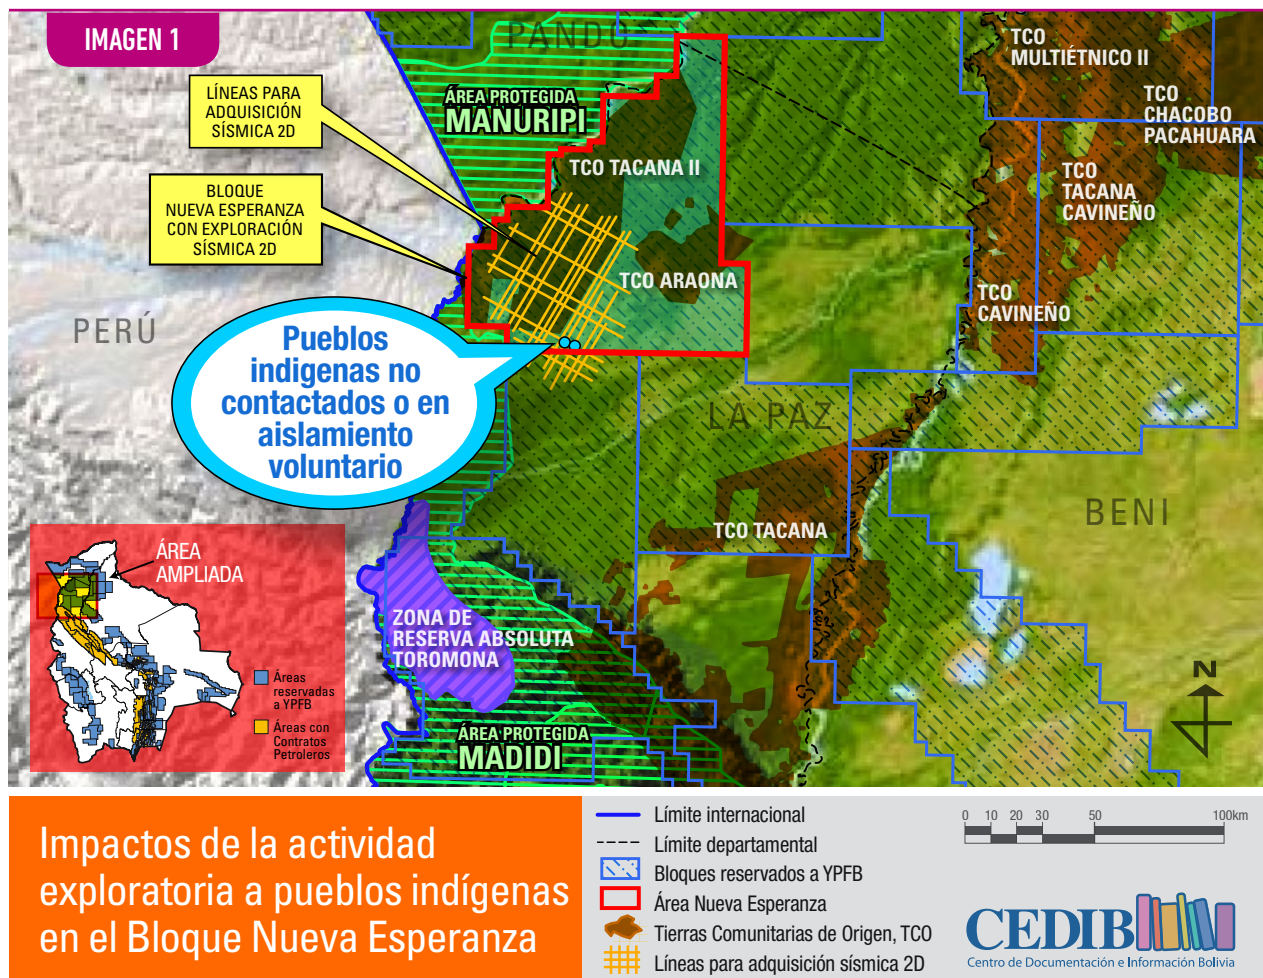 IMAGEN 1
PANDO
TCO
MULTIÉTNICO II
LÍNEAS PARA
ADQUISICIÓN
SÍSMICA 2D
ÁREA PROTEGIDA
MANURIPI
TCO
CHACOBO
PACAHUARA
TCO TACANA II
TCO
TACANA
CAVINEÑO
BLOQUE
NUEVA ESPERANZA
CON EXPLORACIÓN
SÍSMICA 2D
TCO ARAONA
TCO
CAVINEÑO
PERÚ
Pueblos
indígenas no
contactados o en
aislamiento
voluntario
LA PAZ
BENI
TCO TACANA
ÁREA
AMPLIADA
ZONA DE
RESERVA ABSOLUTA
TOROMONA
Áreas
reservadas
a YPFB
Áreas con
Contratos
Petroleros
ÁREA PROTEGIDA
MADIDI
N
Impactos de la actividad
exploratoria a pueblos indígenas
en el Bloque Nueva Esperanza
Límite internacional
Límite departamental
Bloques reservados a YPFB
Área Nueva Esperanza
Tierras Comunitarias de Origen, TCO
Líneas para adquisición sísmica 2D
0 10 20 30 50 100km
CEDIB
Centro de Documentación e Información Bolivia